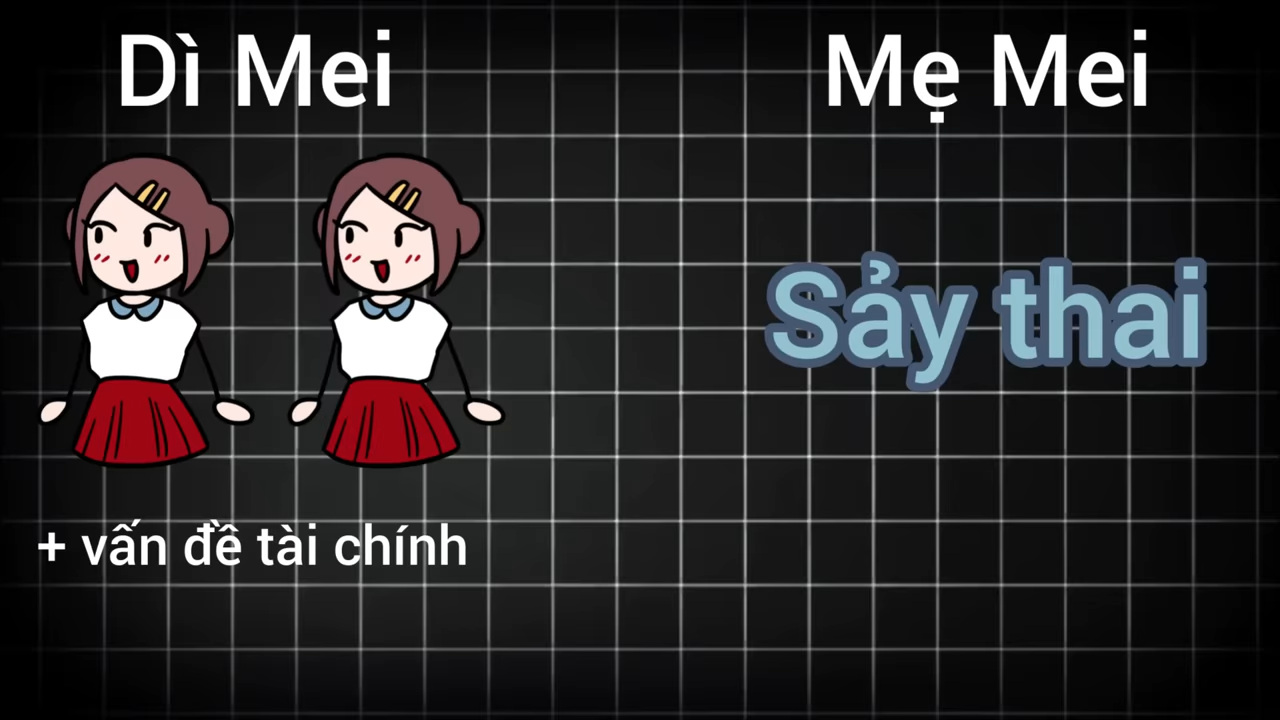 Dì Mei
Mẹ Mei
Sảy thai
+ vấn đề tài chính